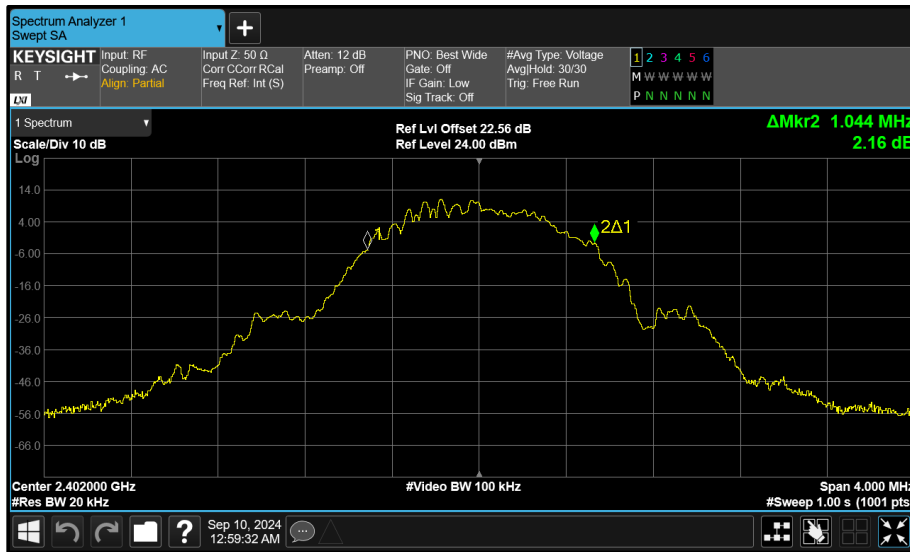 Spectrum Analyzer 1
Swept SA
+
KEYSIGHT
R T
LXI
Input: RF
Coupling: AC
Align: Partial
Input Z: 50 Ω
Corr CCorr RCal
Freq Ref: Int (S)
Atten: 12 dB
Preamp: Off
PNO: Best Wide
Gate: Off
IF Gain: Low
Sig Track: Off
#Avg Type: Voltage
Avg|Hold: 30/30
Trig: Free Run
1 2 3 4 5 6
M W W W W W
P N N N N N
1 Spectrum
Scale/Div 10 dB
Log
Ref Lvl Offset 22.56 dB
Ref Level 24.00 dBm
ΔMkr2 1.044 MHz
2.16 dB
14.0
4.00
-6.00
-16.0
-26.0
-36.0
-46.0
-56.0
-66.0
1
2Δ1
Center 2.402000 GHz
#Res BW 20 kHz
#Video BW 100 kHz
Span 4.000 MHz
#Sweep 1.00 s (1001 pts
?
Sep 10, 2024
12:59:32 AM